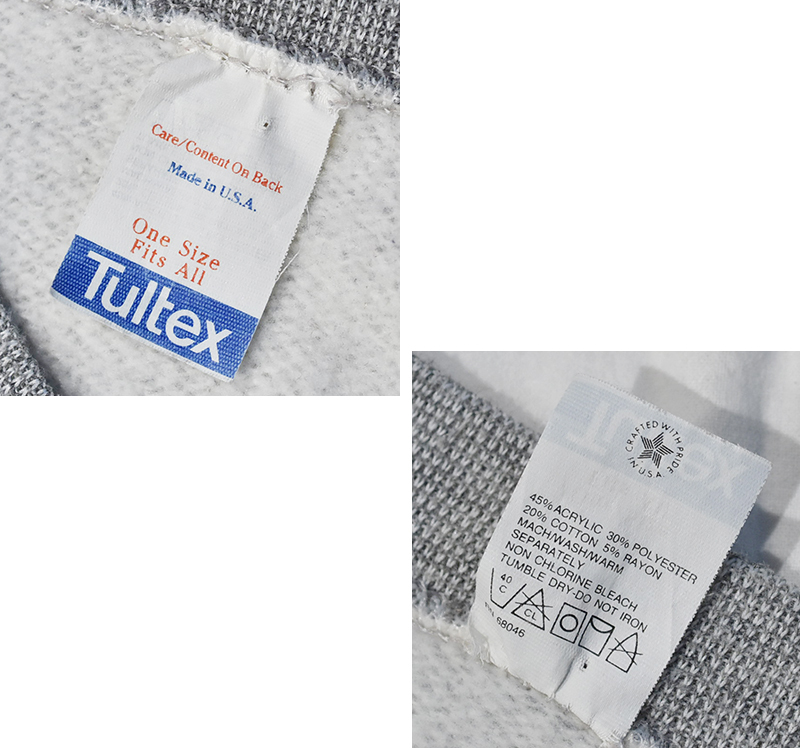 Care/Content On Back
Made in U.S.A.
One Size
Fits All
Tultex
CRAFTED WITH PRIDE
IN U.S.A
45% ACRYLIC 30% POLYESTER
20% COTTON 5% RAYON
MACH/WASH/WARM
SEPARATELY
NON CHLORINE BLEACH
TUMBLE DRY-DO NOT IRON
40
C
CL
68046